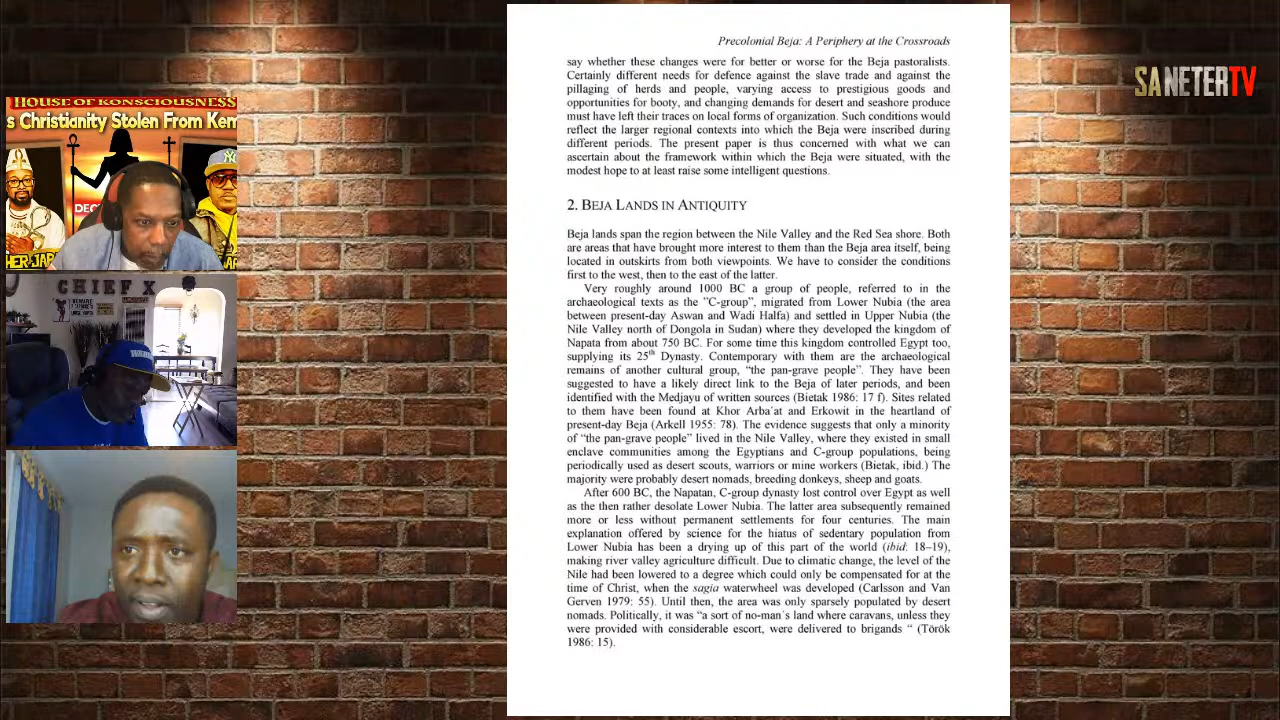 HOUSE OF KONSCIOUSNESS
s Christianity Stolen From Kem
DEC
HER JAB
AR
CHIEF X
SANETERTV
Precolonial Beja: A Periphery at the Crossroads
say whether these changes were for better or worse for the Beja pastoralists.
Certainly different needs for defence against the slave trade and against the
pillaging of herds and people, varying access to prestigious goods and
opportunities for booty, and changing demands for desert and seashore produce
must have left their traces on local forms of organization. Such conditions would
reflect the larger regional contexts into which the Beja were inscribed during
different periods. The present paper is thus concerned with what we can
ascertain about the framework within which the Beja were situated, with the
modest hope to at least raise some intelligent questions.
2. BEJA LANDS IN ANTIQUITY
Beja lands span the region between the Nile Valley and the Red Sea shore. Both
are areas that have brought more interest to them than the Beja area itself, being
located in outskirts from both viewpoints. We have to consider the conditions
first to the west, then to the east of the latter.
Very roughly around 1000 BC a group of people, referred to in the
archaeological texts as the "C-group", migrated from Lower Nubia (the area
between present-day Aswan and Wadi Halfa) and settled in Upper Nubia (the
Nile Valley north of Dongola in Sudan) where they developed the kingdom of
Napata from about 750 BC. For some time this kingdom controlled Egypt too,
supplying its 25th Dynasty. Contemporary with them are the archaeological
remains of another cultural group, “the pan-grave people”. They have been
suggested to have a likely direct link to the Beja of later periods, and been
identified with the Medjayu of written sources (Bietak 1986: 17 f). Sites related
to them have been found at Khor Arba'at and Erkowit in the heartland of
present-day Beja (Arkell 1955: 78). The evidence suggests that only a minority
of “the pan-grave people” lived in the Nile Valley, where they existed in small
enclave communities among the Egyptians and C-group populations, being
periodically used as desert scouts, warriors or mine workers (Bietak, ibid.) The
majority were probably desert nomads, breeding donkeys, sheep and goats.
After 600 BC, the Napatan, C-group dynasty lost control over Egypt as well
as the then rather desolate Lower Nubia. The latter area subsequently remained
more or less without permanent settlements for four centuries. The main
explanation offered by science for the hiatus of sedentary population from
Lower Nubia has been a drying up of this part of the world (ibid: 18–19),
making river valley agriculture difficult. Due to climatic change, the level of the
Nile had been lowered to a degree which could only be compensated for at the
time of Christ, when the sagia waterwheel was developed (Carlsson and Van
Gerven 1979: 55). Until then, the area was only sparsely populated by desert
nomads. Politically, it was “a sort of no-man´s land where caravans, unless they
were provided with considerable escort, were delivered to brigands “ (Török
1986: 15).